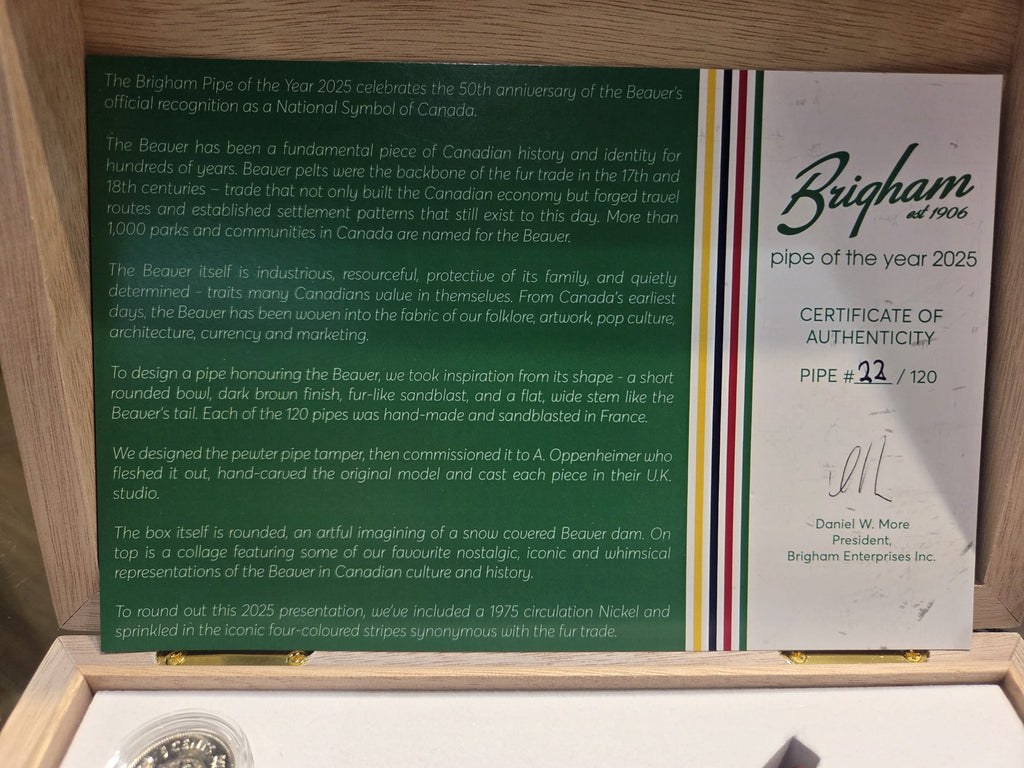 The Brigham Pipe of the Year 2025 celebrates the 50th anniversary of the Beaver's
official recognition as a National Symbol of Canada.
The Beaver has been a fundamental piece of Canadian history and identity for
hundreds of years. Beaver pelts were the backbone of the fur trade in the 17th and
18th centuries – trade that not only built the Canadian economy but forged travel
routes and established settlement patterns that still exist to this day. More than
1,000 parks and communities in Canada are named for the Beaver.
The Beaver itself is industrious, resourceful, protective of its family, and quietly
determined - traits many Canadians value in themselves. From Canada's earliest
days, the Beaver has been woven into the fabric of our folklore, artwork, pop culture,
architecture, currency and marketing.
To design a pipe honouring the Beaver, we took inspiration from its shape - a short
rounded bowl, dark brown finish, fur-like sandblast, and a flat, wide stem like the
Beaver's tail. Each of the 120 pipes was hand-made and sandblasted in France.
We designed the pewter pipe tamper, then commissioned it to A. Oppenheimer who
fleshed it out, hand-carved the original model and cast each piece in their U.K.
studio.
The box itself is rounded, an artful imagining of a snow covered Beaver dam. On
top is a collage featuring some of our favourite nostalgic, iconic and whimsical
representations of the Beaver in Canadian culture and history.
To round out this 2025 presentation, we've included a 1975 circulation Nickel and
sprinkled in the iconic four-coloured stripes synonymous with the fur trade.
Brigham
est 1906
pipe of the year 2025
CERTIFICATE OF
AUTHENTICITY
PIPE #22 / 120
Daniel W. More
President,
Brigham Enterprises Inc.
5 cents